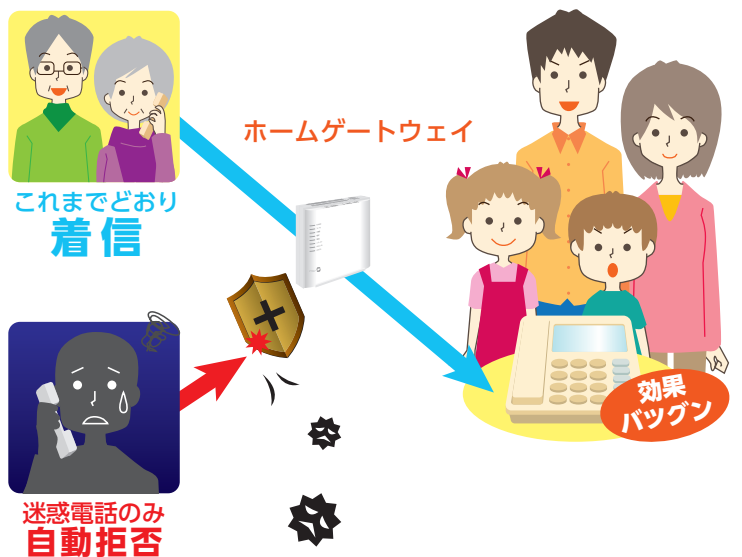 ホームゲートウェイ
これまでどおり
着信
効果
バツグン
迷惑電話のみ
自動拒否